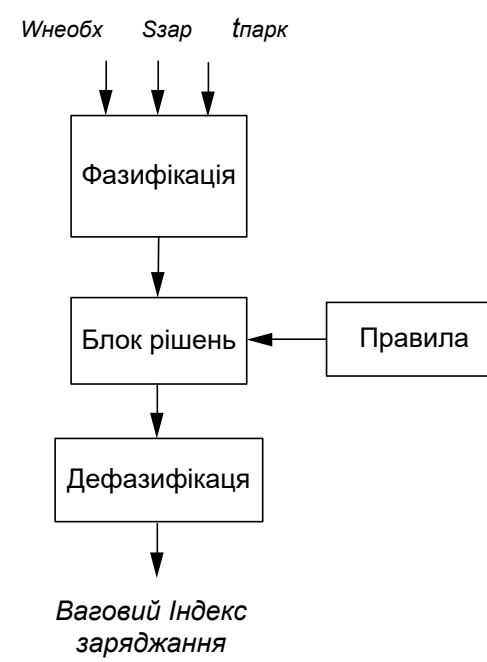 Wнеобх Sзар tпарк
Фазифікація
Блок рішень
Правила
Дефазифікаця
Ваговий Індекс
заряджання